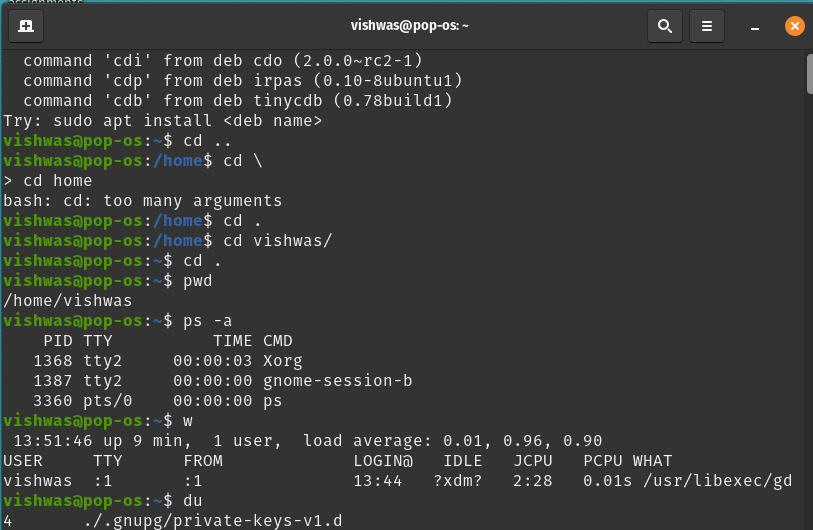 vishwas@pop-os: ~
command 'cdi' from deb cdo (2.0.0~rc2-1)
command 'cdp' from deb irpas (0.10-8ubuntu1)
command 'cdb' from deb tinycdb (0.78build1)
Try: sudo apt install <deb name>
vishwas@pop-os:~$ cd ..
vishwas@pop-os:/home$ cd \
> cd home
bash: cd: too many arguments
vishwas@pop-os:/home$ cd .
vishwas@pop-os:/home$ cd vishwas/
vishwas@pop-os:~$ cd .
vishwas@pop-os:~$ pwd
/home/vishwas
vishwas@pop-os:~$ ps -a
    PID TTY          TIME CMD
   1368 tty2     00:00:03 Xorg
   1387 tty2     00:00:00 gnome-session-b
   3360 pts/0    00:00:00 ps
vishwas@pop-os:~$ w
 13:51:46 up 9 min,  1 user,  load average: 0.01, 0.96, 0.90
USER     TTY      FROM             LOGIN@   IDLE   JCPU   PCPU WHAT
vishwas  :1       :1               13:44   ?xdm?   2:28   0.01s /usr/libexec/gd
vishwas@pop-os:~$ du
4       ./.gnupg/private-keys-v1.d